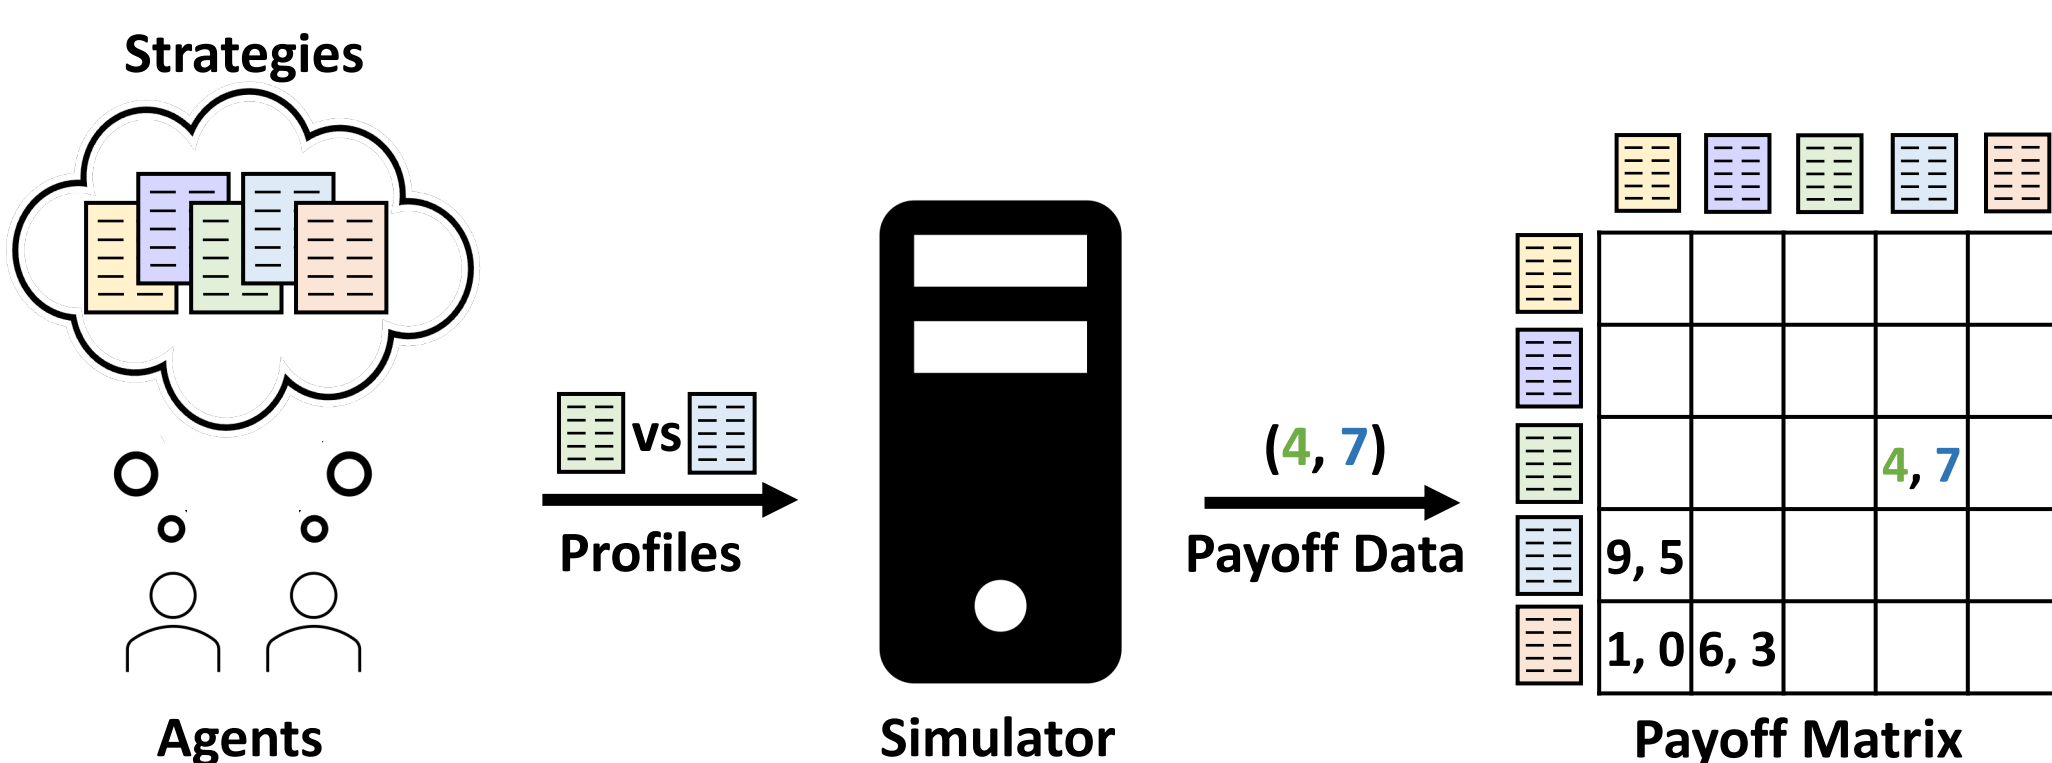 Strategies
Agents
vs
Profiles
Simulator
(4, 7)
Payoff Data
4, 7
9, 5
1, 0
6, 3
Payoff Matrix